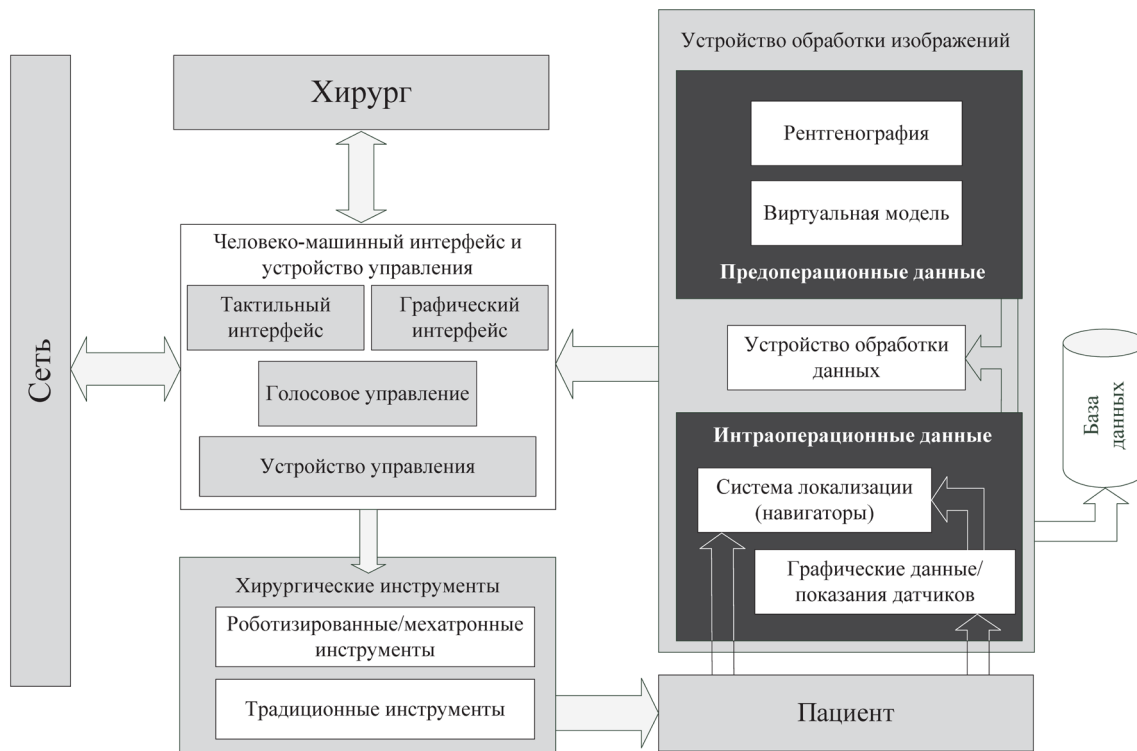 Сеть
Хирург
Человеко-машинный интерфейс и
устройство управления
Тактильный
интерфейс
Графический
интерфейс
Голосовое управление
Устройство управления
Хирургические инструменты
Роботизированные/мехатронные
инструменты
Традиционные инструменты
Устройство обработки изображений
Рентгенография
Виртуальная модель
Предоперационные данные
Устройство обработки
данных
Интраоперационные данные
Система локализации
(навигаторы)
Графические данные/
показания датчиков
База
данных
Пациент